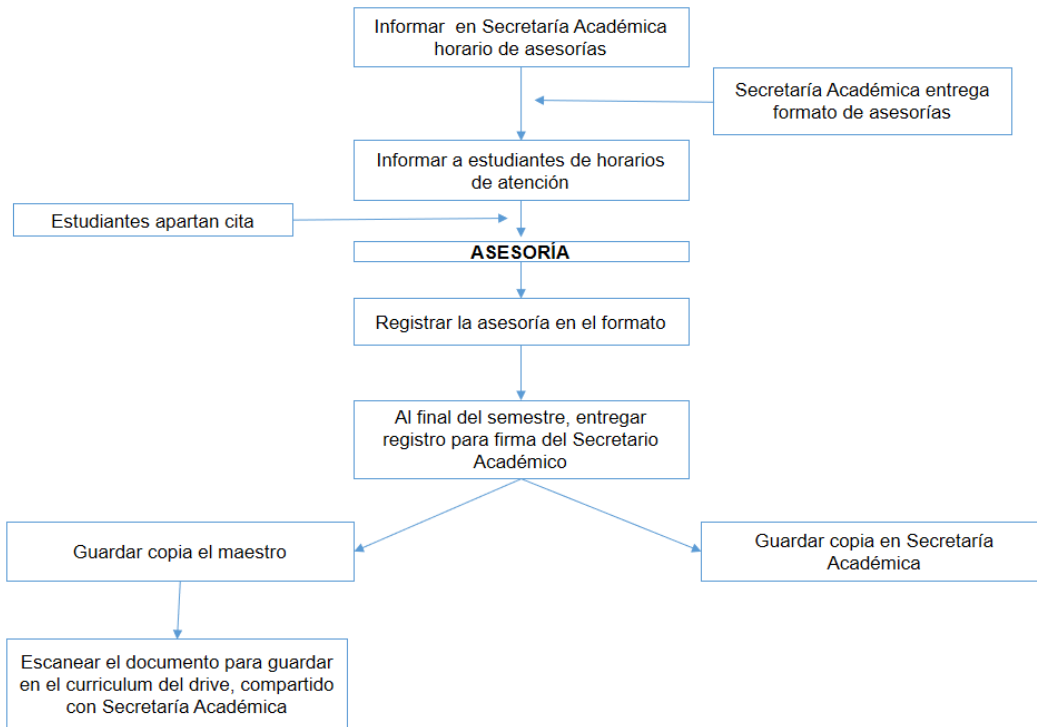 Informar  en Secretaría Académica
horario de asesorías
Secretaría Académica entrega
formato de asesorías
Informar a estudiantes de horarios
de atención
Estudiantes apartan cita
ASESORÍA
Registrar la asesoría en el formato
Al final del semestre, entregar
registro para firma del Secretario
Académico
Guardar copia el maestro
Guardar copia en Secretaría
Académica
Escanear el documento para guardar
en el curriculum del drive, compartido
con Secretaría Académica